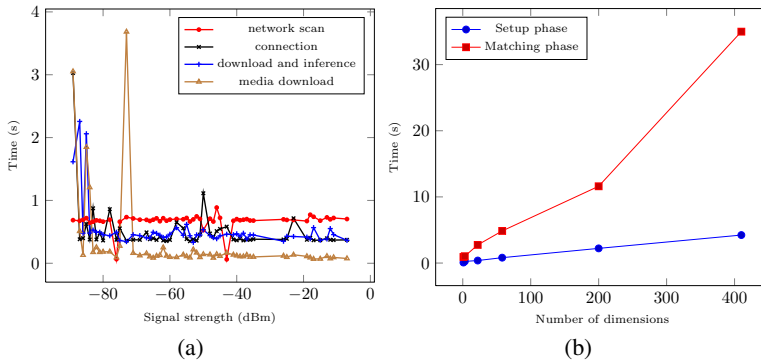 network scan
connection
download and inference
media download
4
3
2
1
0
Time (s)
−80
−60
−40
−20
0
Signal strength (dBm)
(a)
Setup phase
Matching phase
30
20
10
0
Time (s)
0
100
200
300
400
Number of dimensions
(b)